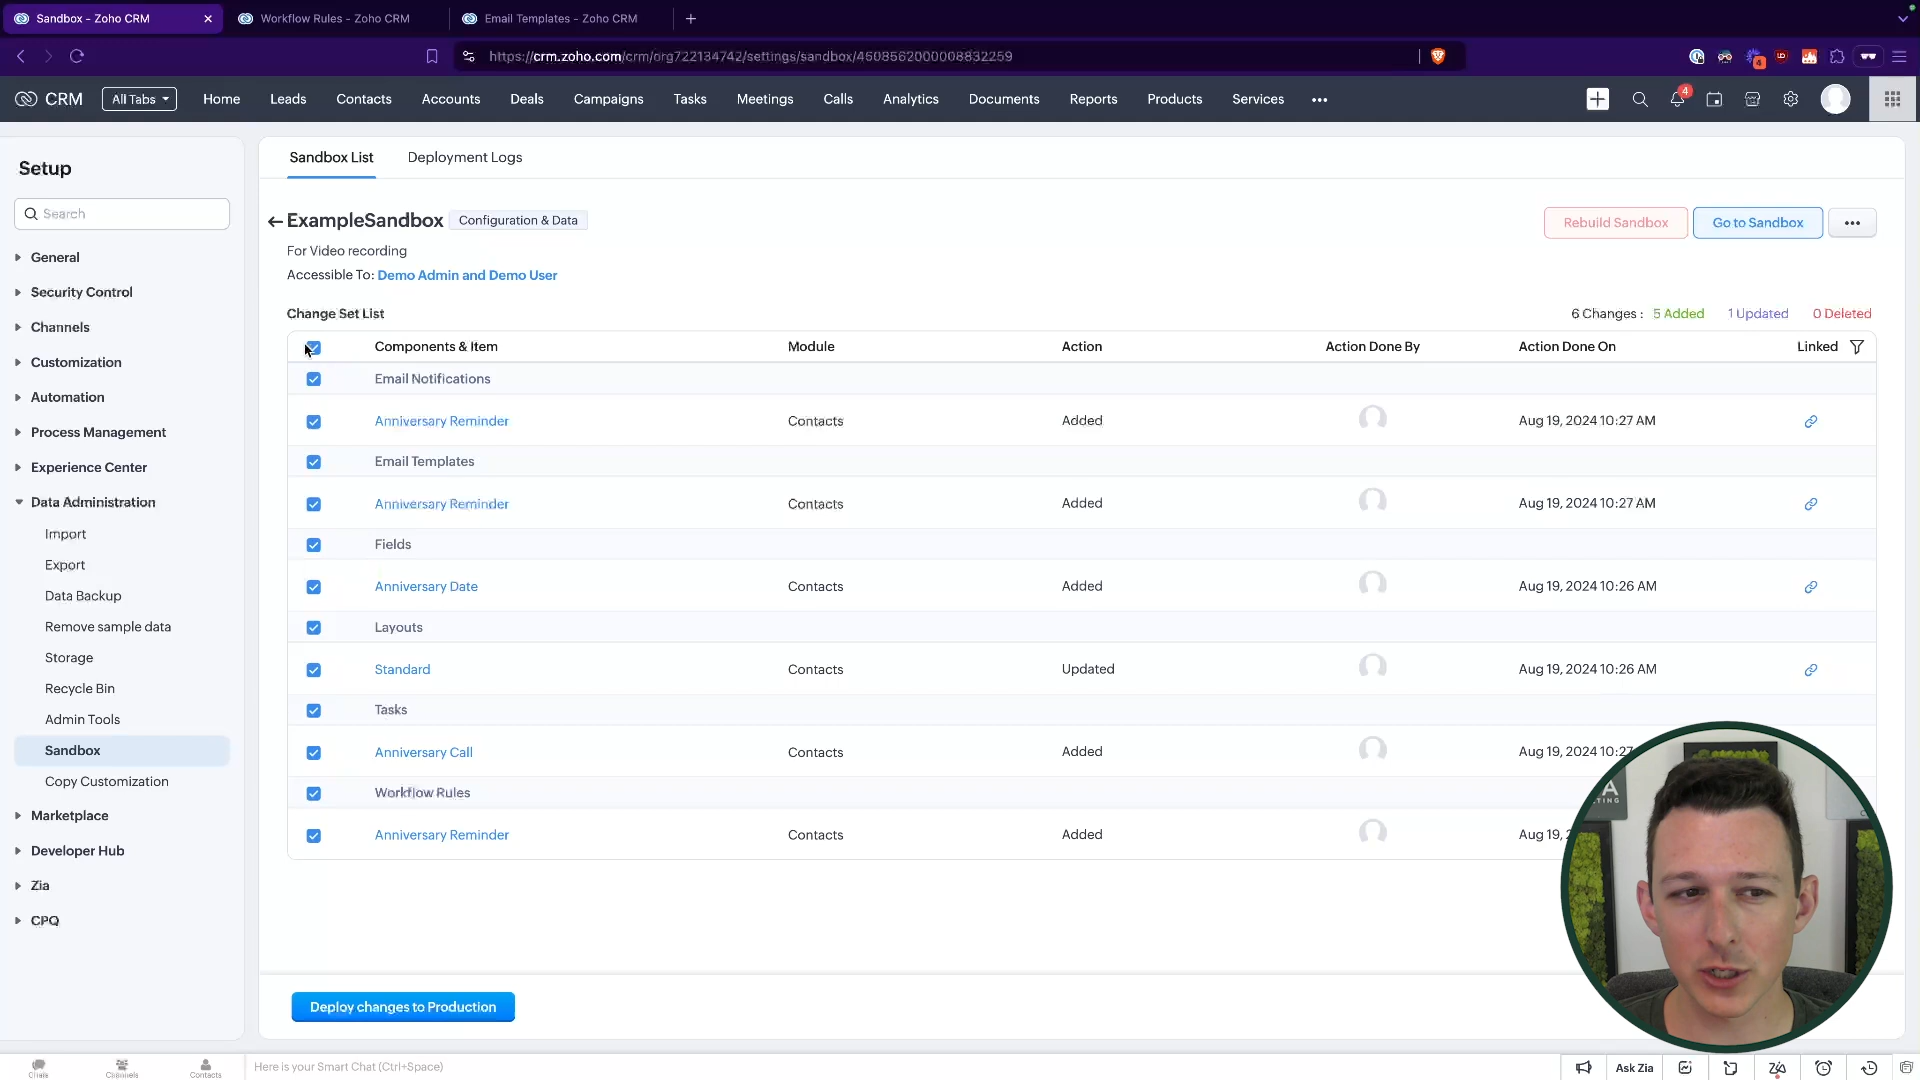 Sandbox - Zoho CRM
Workflow Rules - Zoho CRM
Email Templates - Zoho CRM
https://crm.zoho.com/crm/org722134742/settings/sandbox/4608562000008832259
4
CRM
All Tabs
Home
Leads
Contacts
Accounts
Deals
Campaigns
Tasks
Meetings
Calls
Analytics
Documents
Reports
Products
Services
4
Setup
Search
General
Security Control
Channels
Customization
Automation
Process Management
Experience Center
Data Administration
Import
Export
Data Backup
Remove sample data
Storage
Recycle Bin
Admin Tools
Sandbox
Copy Customization
Marketplace
Developer Hub
Zia
CPQ
Sandbox List
Deployment Logs
ExampleSandbox
Configuration & Data
Rebuild Sandbox
Go to Sandbox
For Video recording
Accessible To: Demo Admin and Demo User
Change Set List
6 Changes : 5 Added 1 Updated 0 Deleted
Components & Item Module Action Action Done By Action Done On Linked
Email Notifications
Anniversary Reminder Contacts Added Aug 19, 2024 10:27 AM
Email Templates
Anniversary Reminder Contacts Added Aug 19, 2024 10:27 AM
Fields
Anniversary Date Contacts Added Aug 19, 2024 10:26 AM
Layouts
Standard Contacts Updated Aug 19, 2024 10:26 AM
Tasks
Anniversary Call Contacts Added Aug 19, 2024 10:27
Workflow Rules
Anniversary Reminder Contacts Added Aug 19,
Deploy changes to Production
Chats
Channels
Contacts
Here is your Smart Chat (Ctrl+Space)
Ask Zia